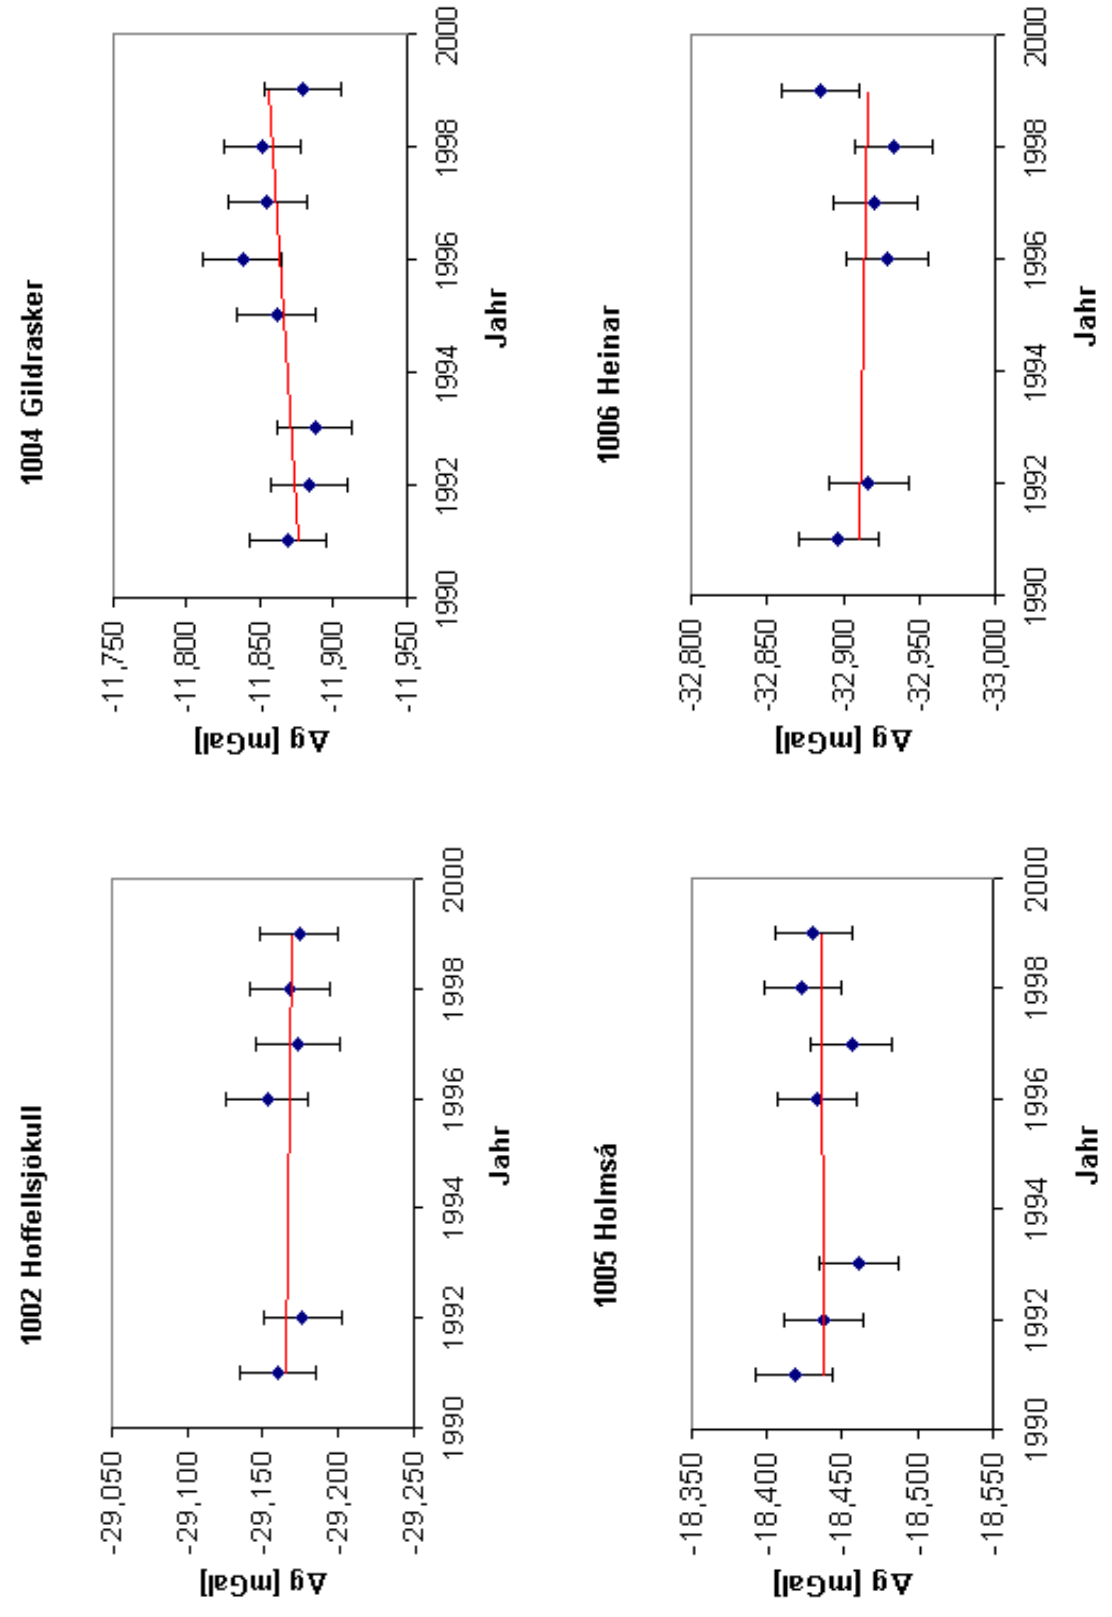 1002 Hoffellsjökull
Δg [mGal]
-29,050
-29,100
-29,150
-29,200
-29,250
1990 1992 1994 1996 1998 2000
Jahr
1004 Gildrasker
Δg [mGal]
-11,750
-11,800
-11,850
-11,900
-11,950
1990 1992 1994 1996 1998 2000
Jahr
1005 Holmsá
Δg [mGal]
-18,350
-18,400
-18,450
-18,500
-18,550
1990 1992 1994 1996 1998 2000
Jahr
1006 Heinar
Δg [mGal]
-32,800
-32,850
-32,900
-32,950
-33,000
1990 1992 1994 1996 1998 2000
Jahr